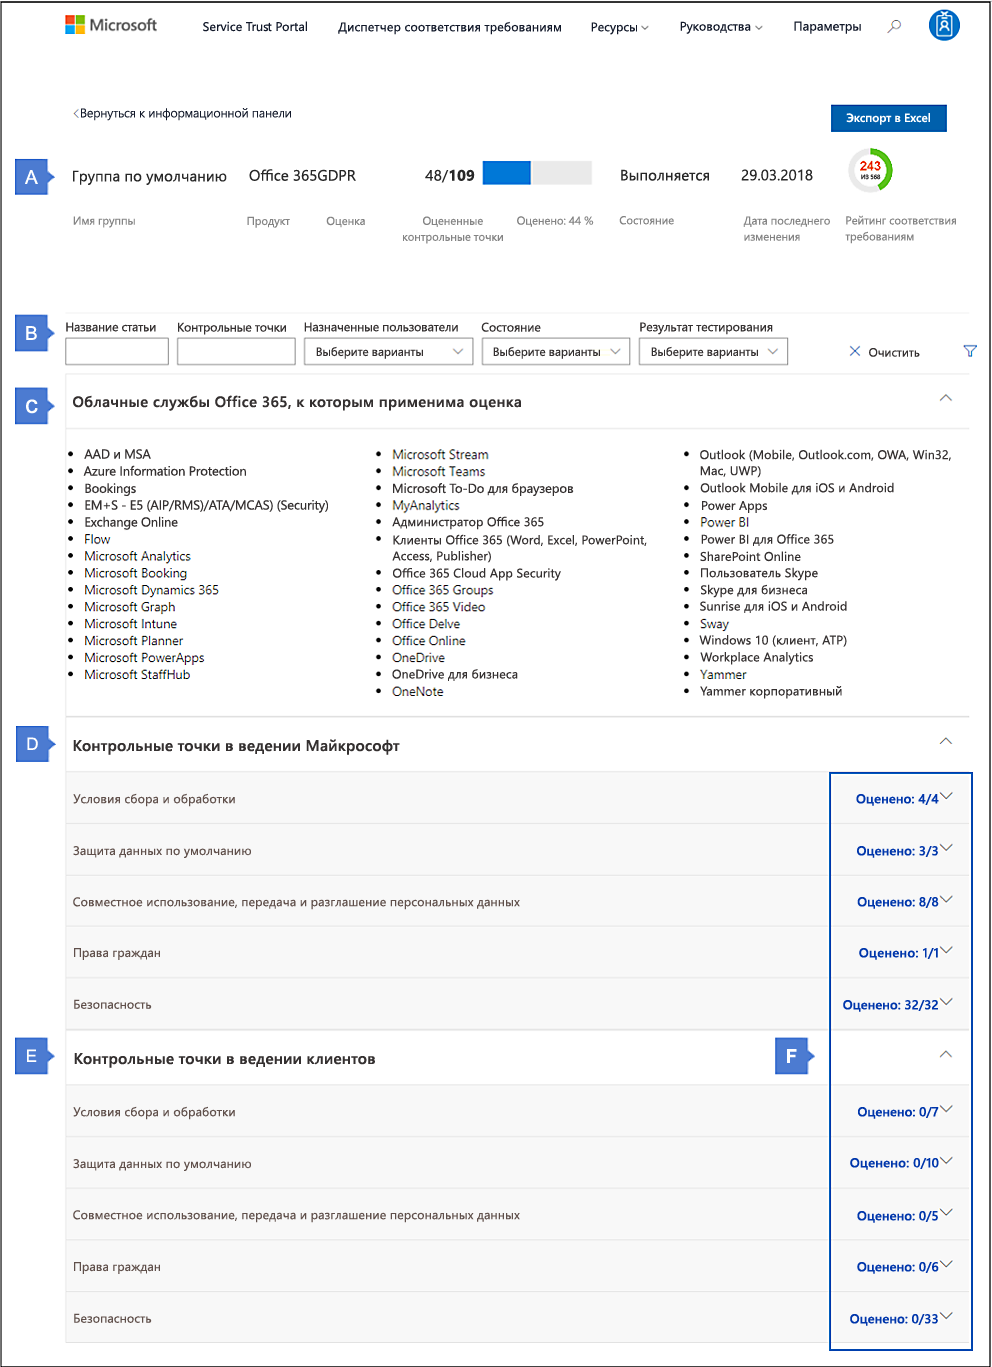 Microsoft
Service Trust Portal
Диспетчер соответствия требованиям
Ресурсы
Руководства
Параметры
Вернуться к информационной панели
Экспорт в Excel
A
Группа по умолчанию
Office 365GDPR
48/109
Выполняется
29.03.2018
243
ИЗ 568
Имя группы
Продукт
Оценка
Оцененные
контрольные точки
Оценено: 44 %
Состояние
Дата последнего
изменения
Рейтинг соответствия
требованиям
B
Название статьи
Контрольные точки
Назначенные пользователи
Состояние
Результат тестирования
Выберите варианты
Выберите варианты
Выберите варианты
Очистить
C
Облачные службы Office 365, к которым применима оценка
AAD и MSA
Azure Information Protection
Bookings
EM+S - E5 (AIP/RMS)/ATA/MCAS) (Security)
Exchange Online
Flow
Microsoft Analytics
Microsoft Booking
Microsoft Dynamics 365
Microsoft Graph
Microsoft Intune
Microsoft Planner
Microsoft PowerApps
Microsoft StaffHub
Microsoft Stream
Microsoft Teams
Microsoft To-Do для браузеров
MyAnalytics
Администратор Office 365
Клиенты Office 365 (Word, Excel, PowerPoint,
Access, Publisher)
Office 365 Cloud App Security
Office 365 Groups
Office 365 Video
Office Delve
Office Online
OneDrive
OneDrive для бизнеса
OneNote
Outlook (Mobile, Outlook.com, OWA, Win32,
Mac, UWP)
Outlook Mobile для iOS и Android
Power Apps
Power BI
Power BI для Office 365
SharePoint Online
Пользователь Skype
Skype для бизнеса
Sunrise для iOS и Android
Sway
Windows 10 (клиент, ATP)
Workplace Analytics
Yammer
Yammer корпоративный
D
Контрольные точки в ведении Майкрософт
Условия сбора и обработки
Оценено: 4/4
Защита данных по умолчанию
Оценено: 3/3
Совместное использование, передача и разглашение персональных данных
Оценено: 8/8
Права граждан
Оценено: 1/1
Безопасность
Оценено: 32/32
E
Контрольные точки в ведении клиентов
F
Условия сбора и обработки
Оценено: 0/7
Защита данных по умолчанию
Оценено: 0/10
Совместное использование, передача и разглашение персональных данных
Оценено: 0/5
Права граждан
Оценено: 0/6
Безопасность
Оценено: 0/33